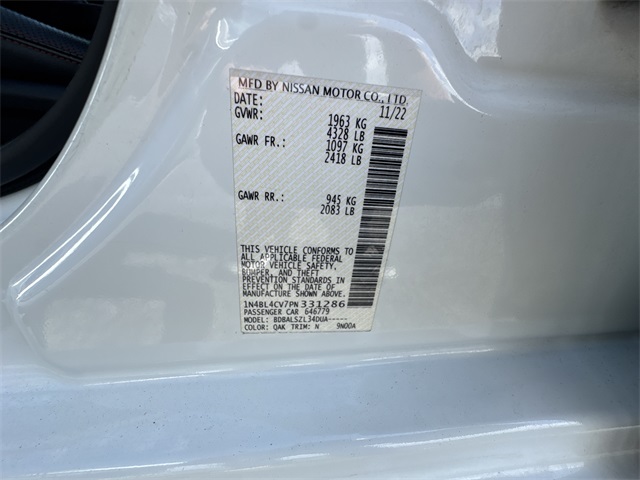 MFD BY NISSAN MOTOR CO., LTD.
DATE: 11/22
GVWR: 1963 KG
4328 LB
GAWR FR.: 1097 KG
2418 LB
GAWR RR.: 945 KG
2083 LB
THIS VEHICLE CONFORMS TO
ALL APPLICABLE FEDERAL
MOTOR VEHICLE SAFETY,
BUMPER, AND THEFT
PREVENTION STANDARDS IN
EFFECT ON THE DATE OF
MANUFACTURE SHOWN ABOVE.
1N4BL4CV7PN331286
PASSENGER CAR 646779
MODEL: BDBALSZL34DUA-----
COLOR: QAK TRIM: N 9N00A